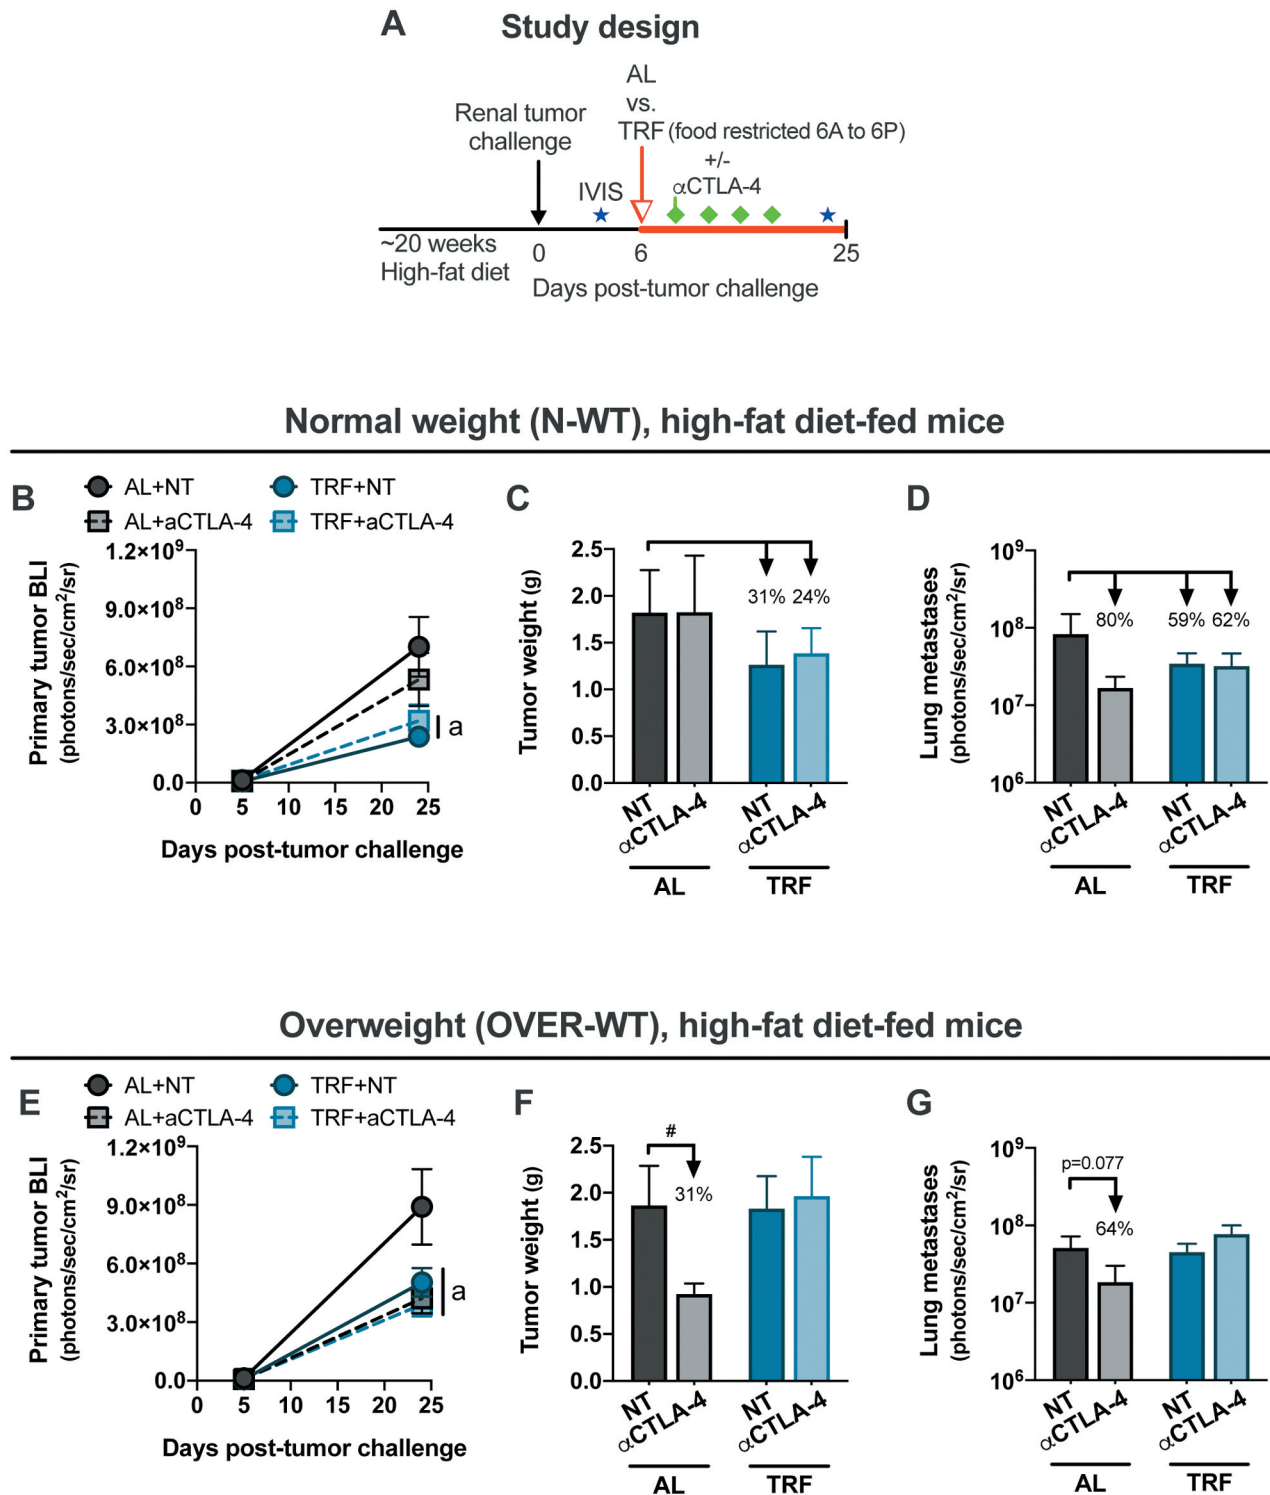 A
Study design
AL
vs.
TRF (food restricted 6A to 6P)
+/-
αCTLA-4
Renal tumor
challenge
IVIS
~20 weeks
High-fat diet
0
6
25
Days post-tumor challenge
Normal weight (N-WT), high-fat diet-fed mice
B
AL+NT
TRF+NT
AL+aCTLA-4
TRF+aCTLA-4
Primary tumor BLI
(photons/sec/cm²/sr)
1.2×10⁹
9.0×10⁸
6.0×10⁸
3.0×10⁸
0.0
a
0 5 10 15 20 25
Days post-tumor challenge
C
Tumor weight (g)
2.5
2.0
1.5
1.0
0.5
0.0
31% 24%
NT
αCTLA-4
NT
αCTLA-4
AL
TRF
D
Lung metastases
(photons/sec/cm²/sr)
10⁹
10⁸
10⁷
10⁶
80% 59% 62%
NT
αCTLA-4
NT
αCTLA-4
AL
TRF
Overweight (OVER-WT), high-fat diet-fed mice
E
AL+NT
TRF+NT
AL+aCTLA-4
TRF+aCTLA-4
Primary tumor BLI
(photons/sec/cm²/sr)
1.2×10⁹
9.0×10⁸
6.0×10⁸
3.0×10⁸
0.0
a
0 5 10 15 20 25
Days post-tumor challenge
F
Tumor weight (g)
2.5
2.0
1.5
1.0
0.5
0.0
#
31%
NT
αCTLA-4
NT
αCTLA-4
AL
TRF
G
Lung metastases
(photons/sec/cm²/sr)
10⁹
10⁸
10⁷
10⁶
p=0.077
64%
NT
αCTLA-4
NT
αCTLA-4
AL
TRF